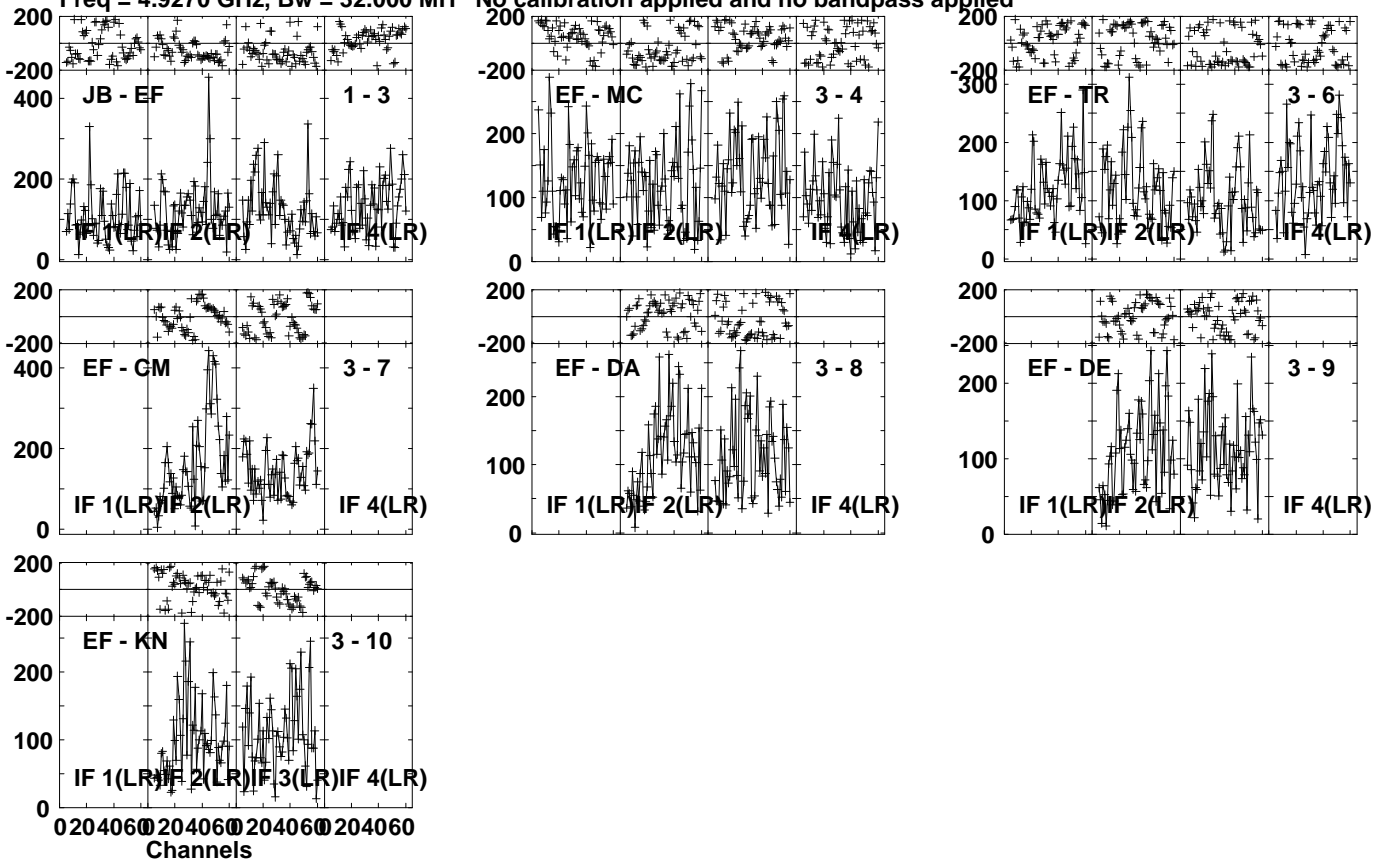 Freq = 4.9270 GHz, Bw = 32.000 MH No calibration applied and no bandpass applied
200
-200
JB - EF 1 - 3
400
200
0
IF 1(LR) IF 2(LR) IF 4(LR)
EF - MC 3 - 4
200
100
0
IF 1(LR) IF 2(LR) IF 4(LR)
200
-200
300
EF - TR 3 - 6
200
100
0
IF 1(LR) IF 2(LR) IF 4(LR)
200
-200
400
EF - CM 3 - 7
200
0
IF 1(LR) IF 2(LR) IF 4(LR)
200
-200
EF - DA 3 - 8
200
100
0
IF 1(LR) IF 2(LR) IF 4(LR)
200
-200
EF - DE 3 - 9
200
100
0
IF 1(LR) IF 2(LR) IF 4(LR)
200
-200
EF - KN 3 - 10
200
100
0
IF 1(LR) IF 2(LR) IF 3(LR) IF 4(LR)
0 20 40 60 0 20 40 60 0 20 40 60 0 20 40 60
Channels